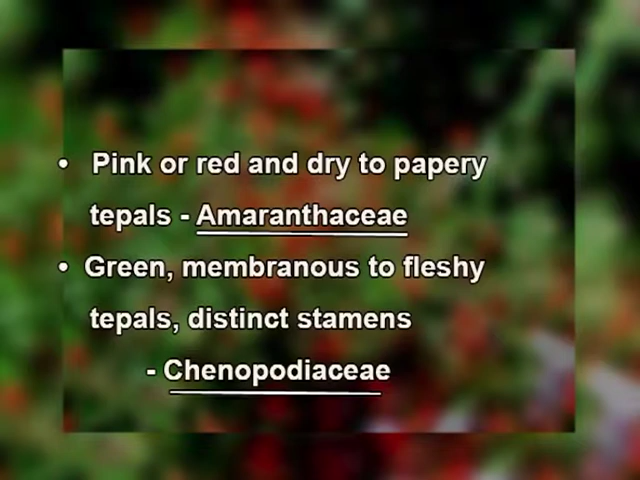 • Pink or red and dry to papery
tepals - Amaranthaceae
• Green, membranous to fleshy
tepals, distinct stamens
- Chenopodiaceae